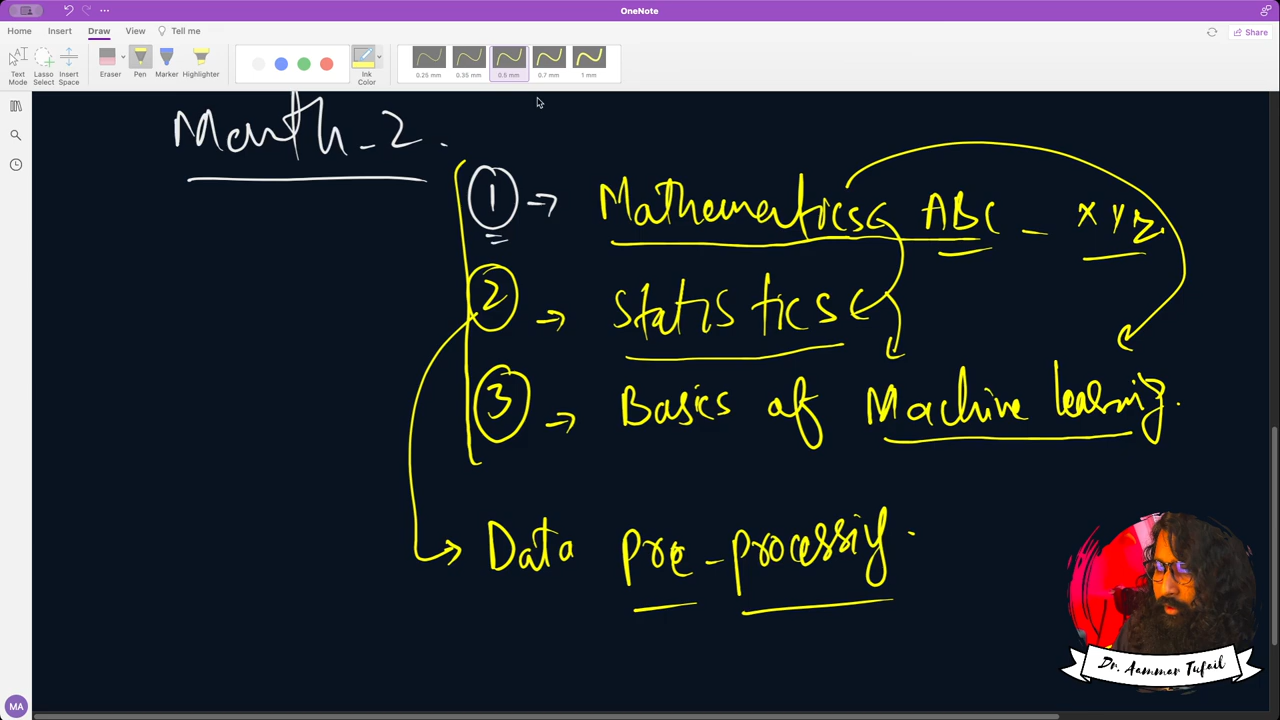 OneNote
Home Insert Draw View Tell me Share
Text Mode Lasso Select Insert Space Eraser Pen Marker Highlighter Ink Color 0.25 mm 0.35 mm 0.5 mm 0.7 mm 1 mm
Month-2.
① → Mathematics ABC - xyz.
② → Statistics
③ → Basics of Machine learning.
→ Data pre-processing.
Dr. Aammar Tufail
MA